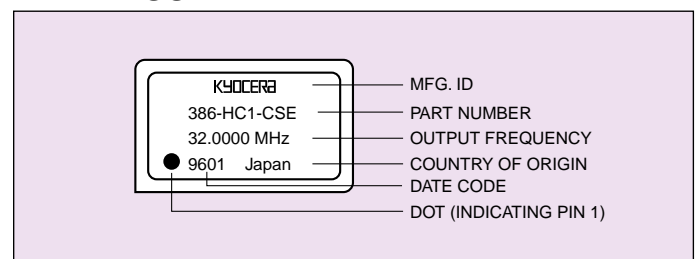 KYOCERA MFG. ID
386-HC1-CSE PART NUMBER
32.0000 MHz OUTPUT FREQUENCY
9601 Japan COUNTRY OF ORIGIN
DATE CODE
DOT (INDICATING PIN 1)